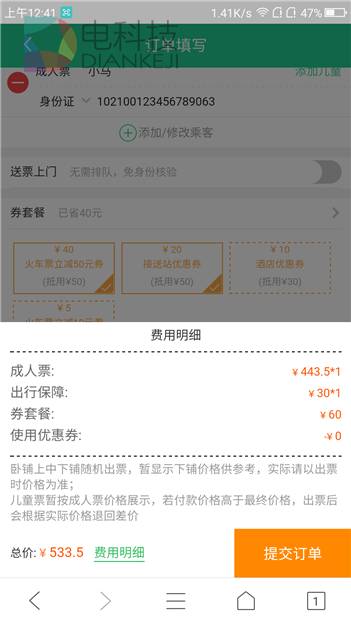 上午12:41 1.41K/s 47%
电科技
DIANKEJI
订单填写
成人票 小马 添加儿童
身份证 102100123456789063
添加/修改乘客
送票上门 无需排队，免身份核验
券套餐 已省40元
¥ 40 ¥ 20 ¥ 10
火车票立减50元券 接送站优惠券 酒店优惠券
(抵用¥50) (抵用¥50) (抵用¥30)
¥ 5
火车票立减10元券
费用明细
成人票: ¥ 443.5*1
出行保障: ¥ 30*1
券套餐: ¥ 60
使用优惠券: -¥ 0
卧铺上中下铺随机出票，暂显示下铺价格供参考，实际请以出票
时价格为准；
儿童票暂按成人票价格展示，若付款价格高于最终价格，出票后
会根据实际价格退回差价
总价: ¥ 533.5 费用明细 提交订单
1